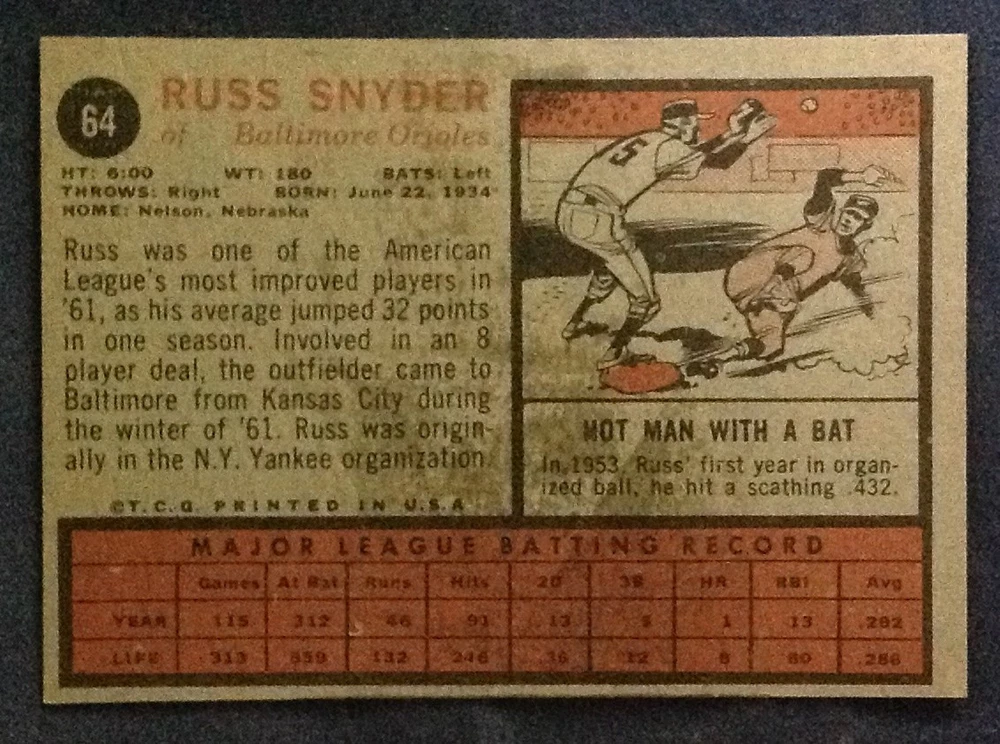 64
RUSS SNYDER
of Baltimore Orioles
HT: 6:00 WT: 180 BATS: Left
THROWS: Right BORN: June 22, 1934
HOME: Nelson, Nebraska
Russ was one of the American
League's most improved players in
'61, as his average jumped 32 points
in one season. Involved in an 8
player deal, the outfielder came to
Baltimore from Kansas City during
the winter of '61. Russ was origin-
ally in the N.Y. Yankee organization.
©T.C.G. PRINTED IN U.S.A
5
HOT MAN WITH A BAT
In 1953, Russ' first year in organ-
ized ball, he hit a scathing .432.
MAJOR LEAGUE BATTING RECORD
Games At Bat Runs Hits 2B 3B HR RBI Avg
YEAR 115 312 46 91 13 5 1 13 .292
LIFE 313 859 132 246 36 12 8 60 .286